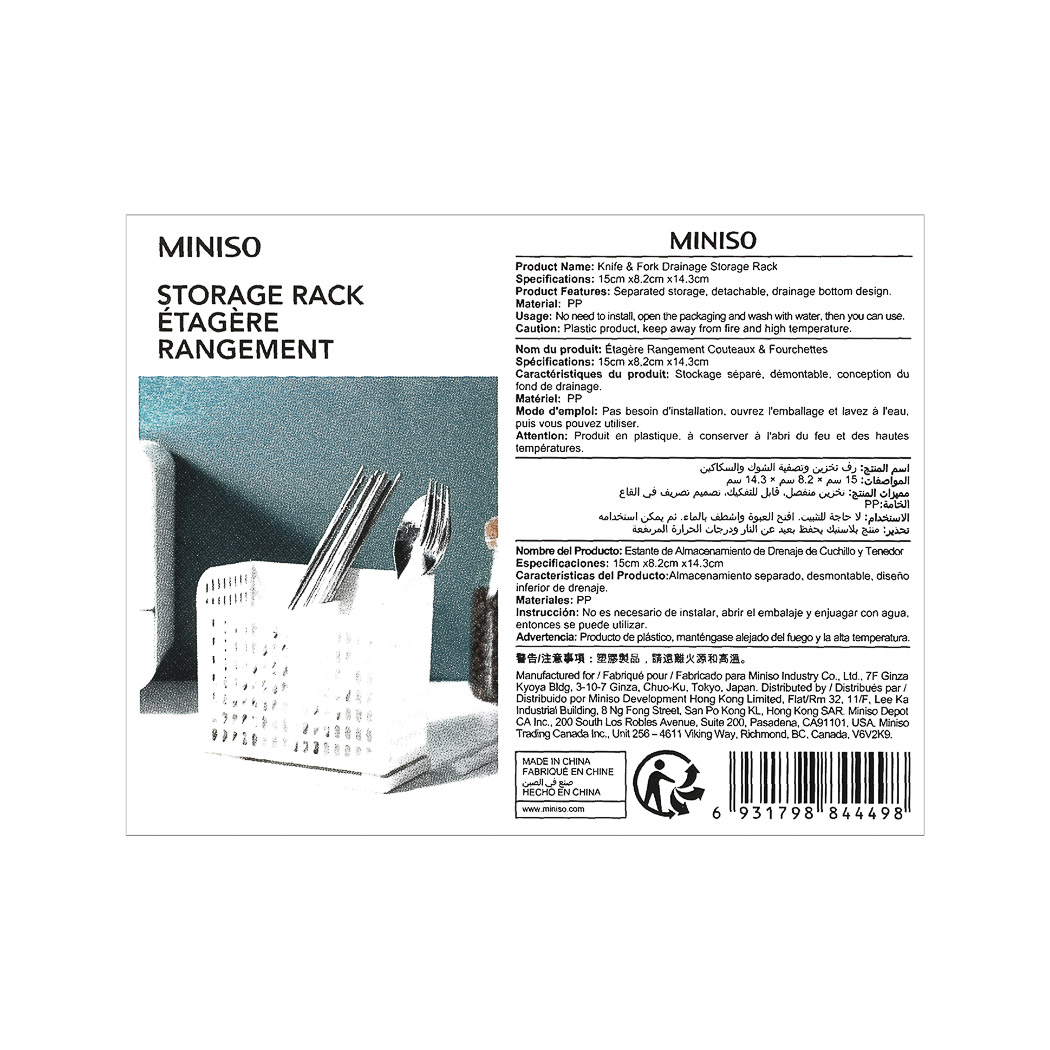 MINISO
STORAGE RACK
ÉTAGÈRE
RANGEMENT
MINISO
Product Name: Knife & Fork Drainage Storage Rack
Specifications: 15cm x8.2cm x14.3cm
Product Features: Separated storage, detachable, drainage bottom design.
Material: PP
Usage: No need to install, open the packaging and wash with water, then you can use.
Caution: Plastic product, keep away from fire and high temperature.
Nom du produit: Étagère Rangement Couteaux & Fourchettes
Spécifications: 15cm x8.2cm x14.3cm
Caractéristiques du produit: Stockage séparé, démontable, conception du
fond de drainage.
Matériel: PP
Mode d'emploi: Pas besoin d'installation, ouvrez l'emballage et lavez à l'eau,
puis vous pouvez utiliser.
Attention: Produit en plastique, à conserver à l'abri du feu et des hautes
températures.
اسم المنتج: رف تخزين وتصفية الشوك والسكاكين
المواصفات: 15 سم × 8.2 سم × 14.3 سم
مميزات المنتج: تخزين منفصل، قابل للتفكيك، تصميم تصريف في القاع
الخامة: PP
الاستخدام: لا حاجة للتثبيت. افتح العبوة واشطف بالماء. ثم يمكن استخدامه
تحذير: منتج بلاستيك يحفظ بعيد عن النار ودرجات الحرارة المرتفعة
Nombre del Producto: Estante de Almacenamiento de Drenaje de Cuchillo y Tenedor
Especificaciones: 15cm x8.2cm x14.3cm
Características del Producto:Almacenamiento separado, desmontable, diseño
inferior de drenaje.
Materiales: PP
Instrucción: No es necesario de instalar, abrir el embalaje y enjuagar con agua,
entonces se puede utilizar.
Advertencia: Producto de plástico, manténgase alejado del fuego y la alta temperatura.
警告/注意事項：塑膠製品，請遠離火源和高溫。
Manufactured for / Fabriqué pour / Fabricado para Miniso Industry Co., Ltd., 7F Ginza
Kyoya Bldg, 3-10-7 Ginza, Chuo-Ku, Tokyo, Japan. Distributed by / Distribués par /
Distribuido por Miniso Development Hong Kong Limited, Flat/Rm 32, 11/F, Lee Ka
Industrial Building, 8 Ng Fong Street, San Po Kong KL, Hong Kong SAR. Miniso Depot
CA Inc., 200 South Los Robles Avenue, Suite 200, Pasadena, CA91101, USA. Miniso
Trading Canada Inc., Unit 256 – 4611 Viking Way, Richmond, BC, Canada, V6V2K9.
MADE IN CHINA
FABRIQUÉ EN CHINE
صنع في الصين
HECHO EN CHINA
www.miniso.com
6 931798 844498